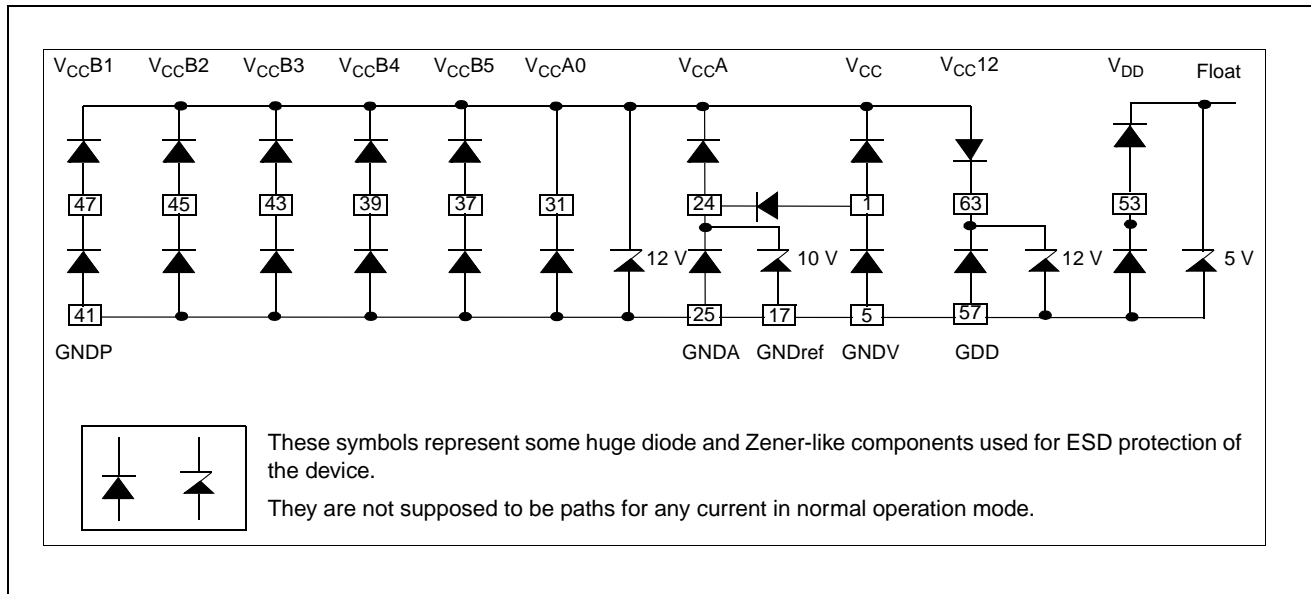 VCCB1 VCCB2 VCCB3 VCCB4 VCCB5 VCCA0 VCCA VCC VCC12 VDD Float
47 45 43 39 37 31 24 1 63 53
12 V 10 V 12 V 5 V
41 25 17 5 57
GNDP GNDA GNDref GNDV GDD
These symbols represent some huge diode and Zener-like components used for ESD protection of
the device.
They are not supposed to be paths for any current in normal operation mode.